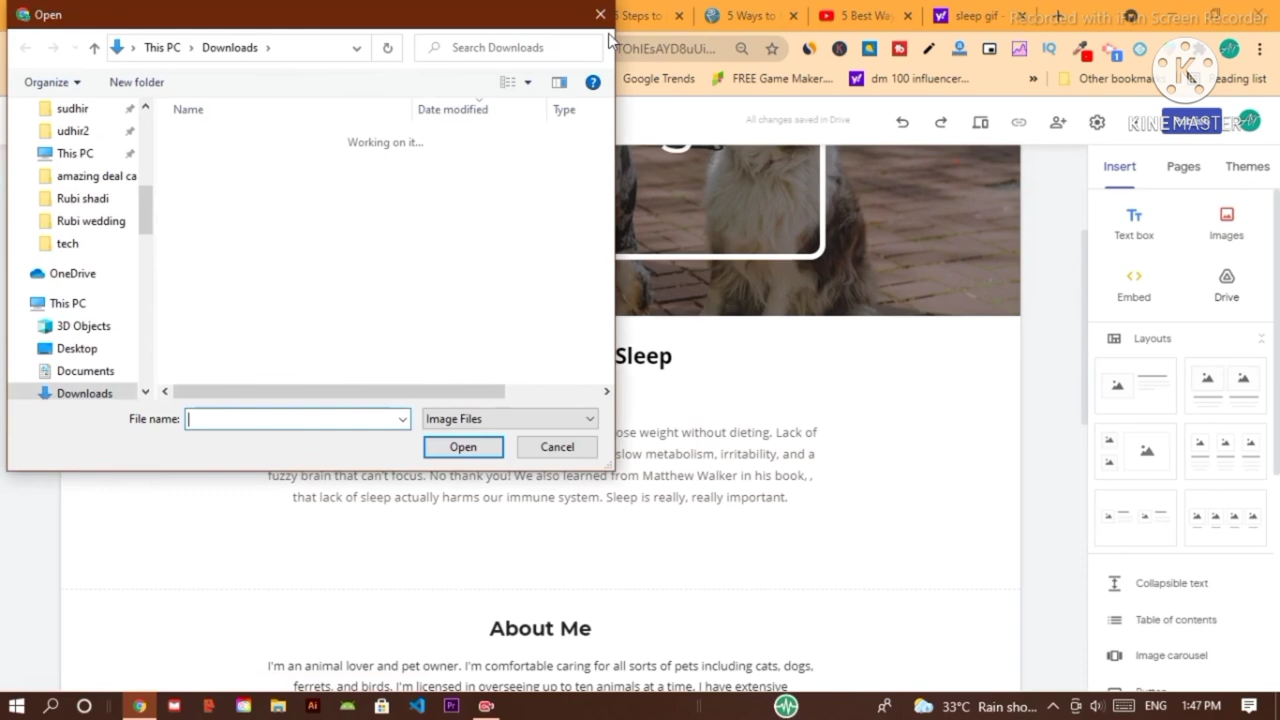 Open
5 Steps to
5 Ways to
5 Best Wa
sleep gif -
Recorded with iFun Screen Recorder
This PC
Downloads
Search Downloads
TOhIEsAYD8uUi...
Organize
New folder
Google Trends
FREE Game Maker....
dm 100 influencer...
»
Other bookmarks
Reading list
KINEMASTER
Name
Date modified
Type
Working on it...
sudhir
udhir2
This PC
amazing deal ca
Rubi shadi
Rubi wedding
tech
OneDrive
This PC
3D Objects
Desktop
Documents
Downloads
File name:
Image Files
Open
Cancel
All changes saved in Drive
Insert
Pages
Themes
Text box
Images
Embed
Drive
Layouts
Collapsible text
Table of contents
Image carousel
Sleep
ose weight without dieting. Lack of
slow metabolism, irritability, and a
fuzzy brain that can't focus. No thank you! We also learned from Matthew Walker in his book, ,
that lack of sleep actually harms our immune system. Sleep is really, really important.
About Me
I'm an animal lover and pet owner. I'm comfortable caring for all sorts of pets including cats, dogs,
ferrets, and birds. I'm licensed in overseeing up to ten animals at a time. I have extensive
33°C Rain sho...
ENG
1:47 PM